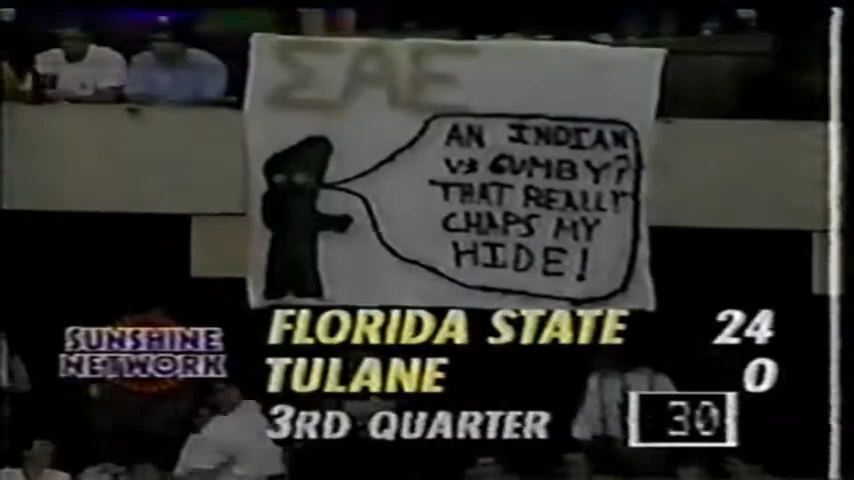 ΣΑΕ
AN INDIAN
VS GUMBY?
THAT REALLY
CHAPS MY
HIDE!
SUNSHINE
NETWORK
FLORIDA STATE 24
TULANE 0
3RD QUARTER :30